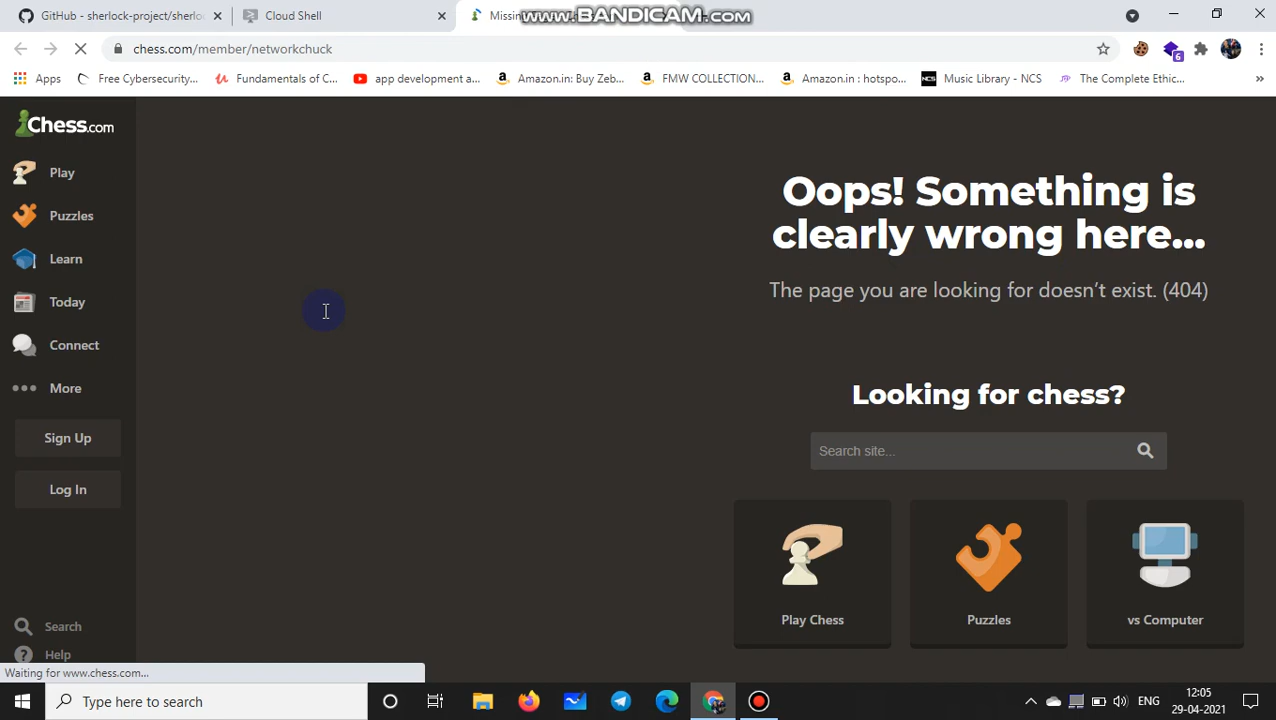 GitHub - sherlock-project/sherlo
Cloud Shell
Missin
www.BANDICAM.com
chess.com/member/networkchuck
6
Apps
Free Cybersecurity...
Fundamentals of C...
app development a...
Amazon.in: Buy Zeb...
FMW COLLECTION...
Amazon.in : hotspo...
NCS
Music Library - NCS
The Complete Ethic...
»
Chess.com
Play
Puzzles
Learn
Today
Connect
More
Sign Up
Log In
Search
Help
Oops! Something is
clearly wrong here...
The page you are looking for doesn't exist. (404)
Looking for chess?
Search site...
Play Chess
Puzzles
vs Computer
Waiting for www.chess.com...
Type here to search
ENG
12:05
29-04-2021